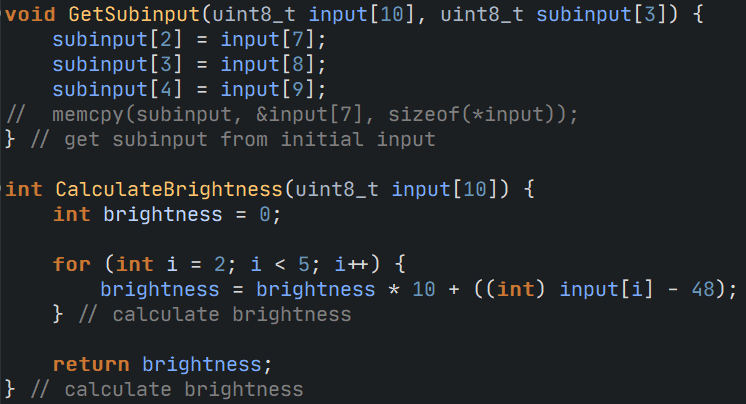 void GetSubinput(uint8_t input[10], uint8_t subinput[3]) {
    subinput[2] = input[7];
    subinput[3] = input[8];
    subinput[4] = input[9];
//  memcpy(subinput, &input[7], sizeof(*input));
} // get subinput from initial input

int CalculateBrightness(uint8_t input[10]) {
    int brightness = 0;

    for (int i = 2; i < 5; i++) {
        brightness = brightness * 10 + ((int) input[i] - 48);
    } // calculate brightness

    return brightness;
} // calculate brightness